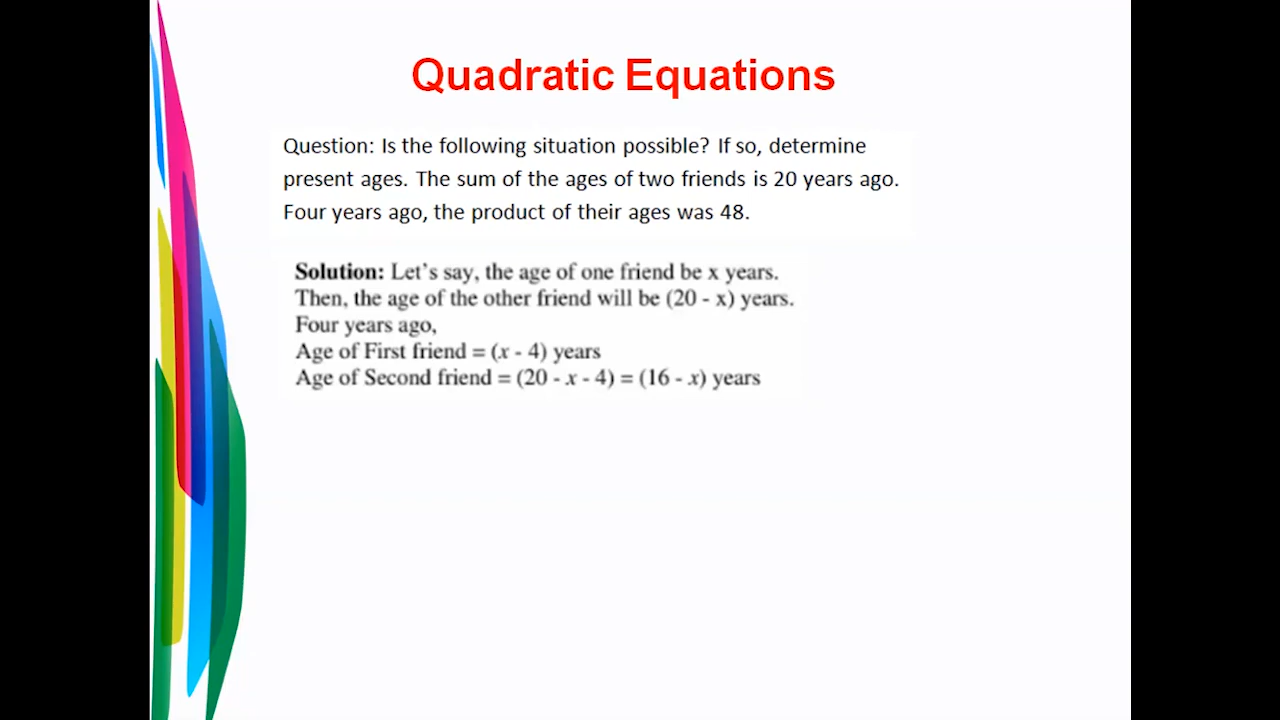 Quadratic Equations
Question: Is the following situation possible? If so, determine
present ages. The sum of the ages of two friends is 20 years ago.
Four years ago, the product of their ages was 48.
Solution: Let's say, the age of one friend be x years.
Then, the age of the other friend will be (20 - x) years.
Four years ago,
Age of First friend = (x - 4) years
Age of Second friend = (20 - x - 4) = (16 - x) years